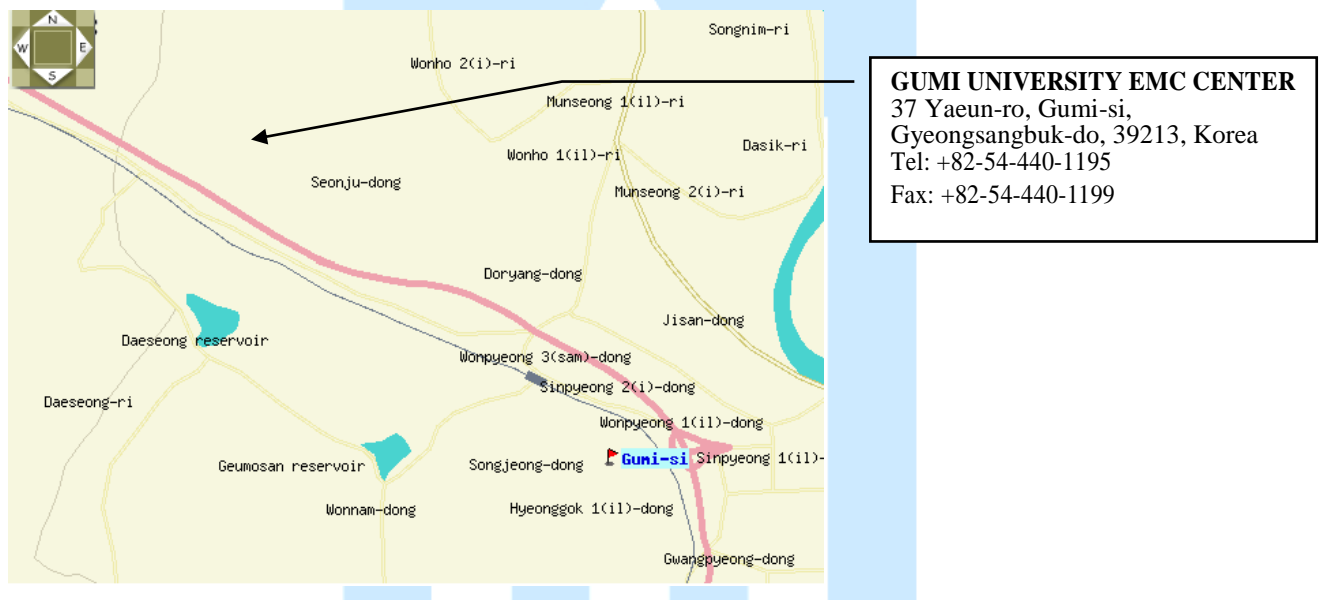 N
W
E
S
Songnim-ri
Wonho 2(i)-ri
Munseong 1(il)-ri
Wonho 1(il)-ri
Dasik-ri
Seonju-dong
Munseong 2(i)-ri
Doryang-dong
Jisan-dong
Daeseong reservoir
Wonpyeong 3(sam)-dong
Sinpyeong 2(i)-dong
Daeseong-ri
Wonpyeong 1(il)-dong
Gumi-si
Sinpyeong 1(il)-
Geumosan reservoir
Songjeong-dong
Wonnam-dong
Hyeonggok 1(il)-dong
Gwangpyeong-dong
GUMI UNIVERSITY EMC CENTER
37 Yaeun-ro, Gumi-si,
Gyeongsangbuk-do, 39213, Korea
Tel: +82-54-440-1195
Fax: +82-54-440-1199